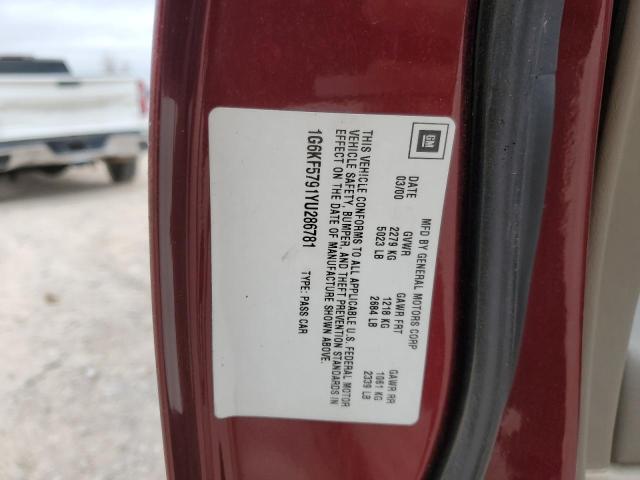 GM
MFD BY GENERAL MOTORS CORP
DATE GVWR GAWR FRT GAWR RR
03/00 2279 KG 1218 KG 1061 KG
5023 LB 2684 LB 2339 LB
THIS VEHICLE CONFORMS TO ALL APPLICABLE U.S. FEDERAL MOTOR
VEHICLE SAFETY, BUMPER, AND THEFT PREVENTION STANDARDS IN
EFFECT ON THE DATE OF MANUFACTURE SHOWN ABOVE.
1G6KF5791YU286781 TYPE: PASS CAR